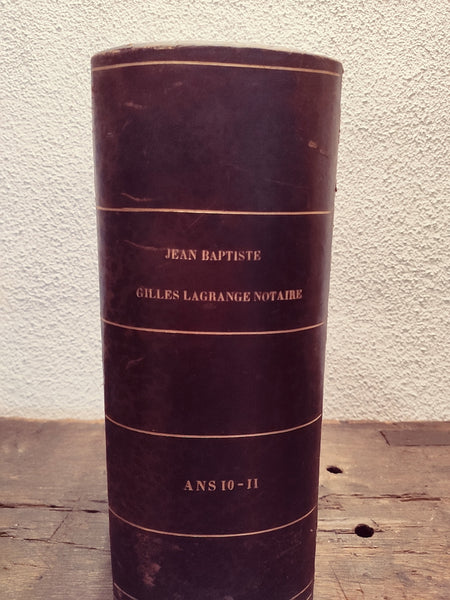 JEAN BAPTISTE
GILLES LAGRANGE NOTAIRE
ANS 10-11